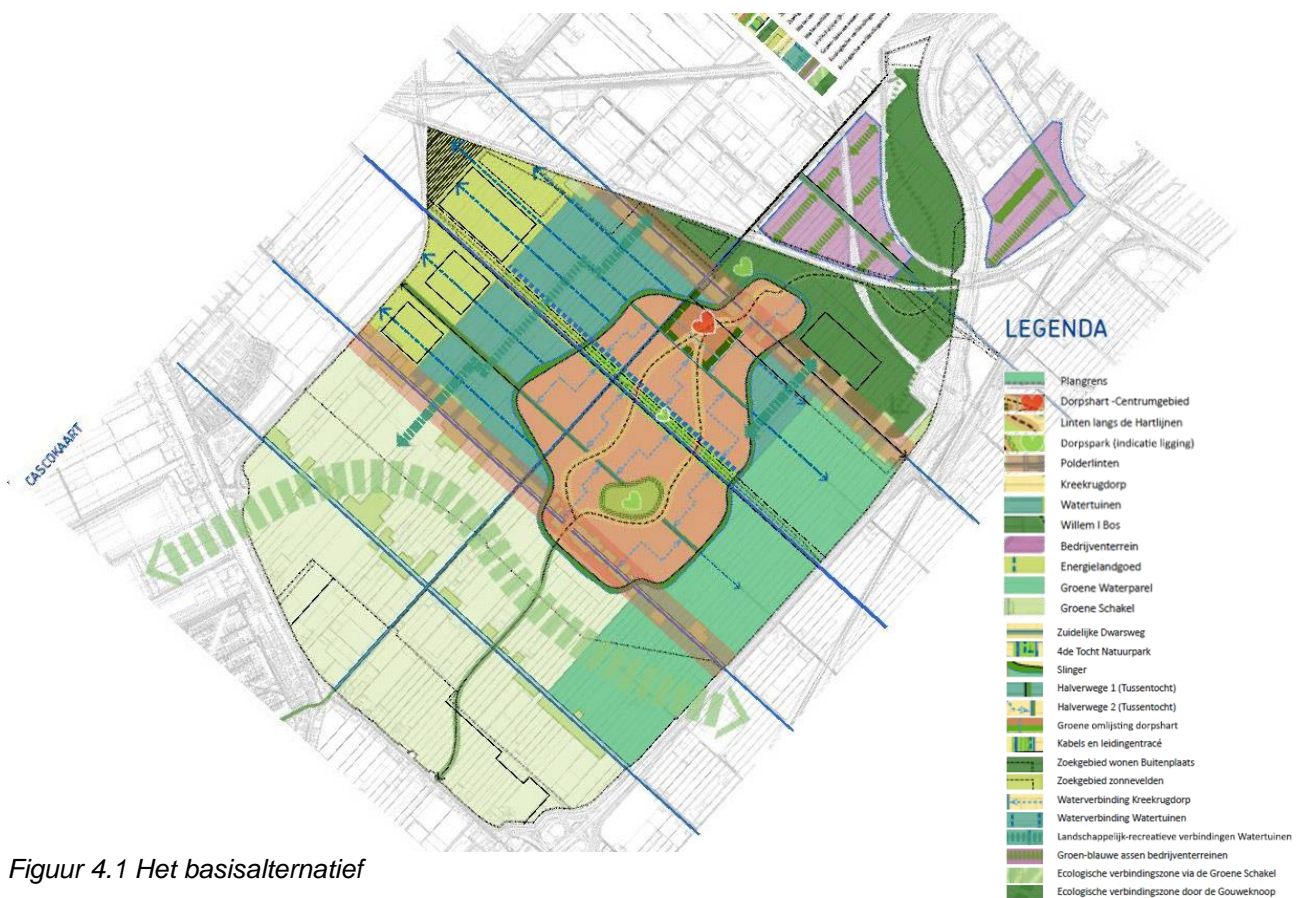 CASCOKAART
LEGENDA
Plangrens
Dorpshart -Centrumgebied
Linten langs de Hartlijnen
Dorpspark (indicatie ligging)
Polderlinten
Kreekrugdorp
Watertuinen
Willem I Bos
Bedrijventerrein
Energielandgoed
Groene Waterparel
Groene Schakel
Zuidelijke Dwarsweg
4de Tocht Natuurpark
Slinger
Halverwege 1 (Tussentocht)
Halverwege 2 (Tussentocht)
Groene omlijsting dorpshart
Kabels en leidingentracé
Zoekgebied wonen Buitenplaats
Zoekgebied zonnevelden
Waterverbinding Kreekrugdorp
Waterverbinding Watertuinen
Landschappelijk-recreatieve verbindingen Watertuinen
Groen-blauwe assen bedrijventerreinen
Ecologische verbindingszone via de Groene Schakel
Ecologische verbindingszone door de Gouweknoop
Figuur 4.1 Het basisalternatief